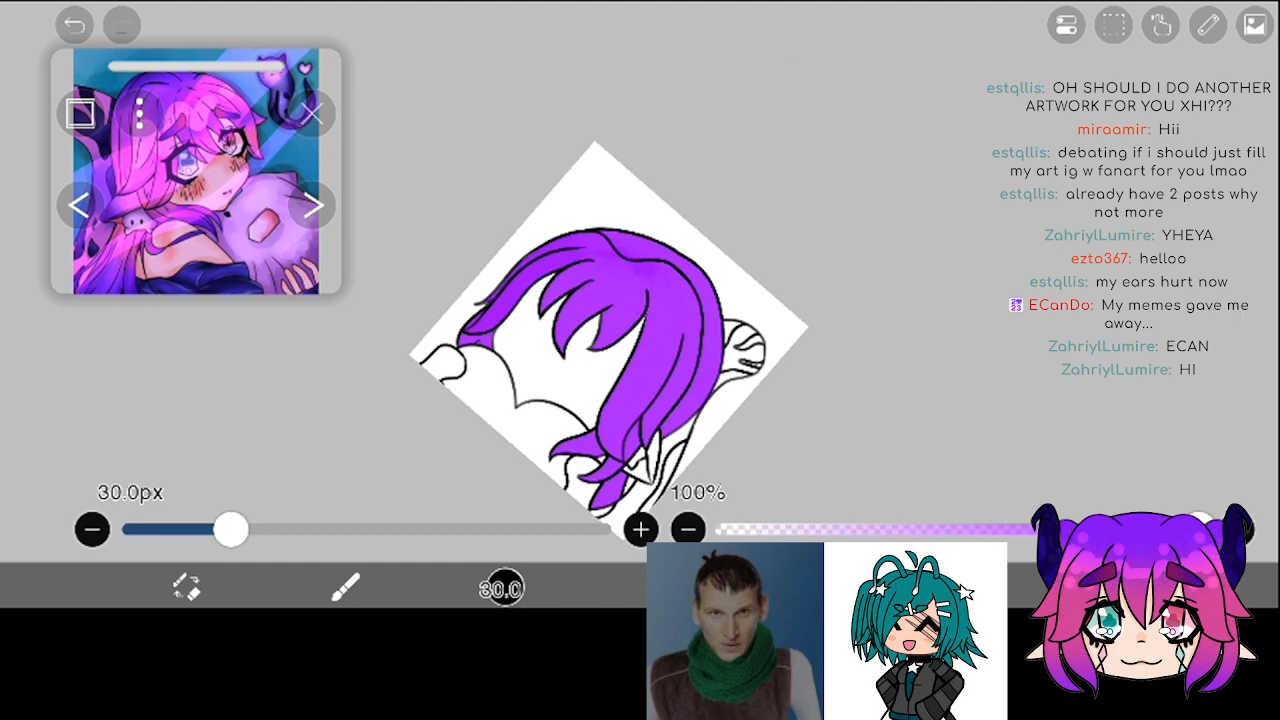 estqllis: OH SHOULD I DO ANOTHER
ARTWORK FOR YOU XHI???
miraamir: Hii
estqllis: debating if i should just fill
my art ig w fanart for you lmao
estqllis: already have 2 posts why
not more
ZahriylLumire: YHEYA
ezto367: helloo
estqllis: my ears hurt now
ECanDo: My memes gave me
away...
ZahriylLumire: ECAN
ZahriylLumire: HI
30.0px
100%
30.0